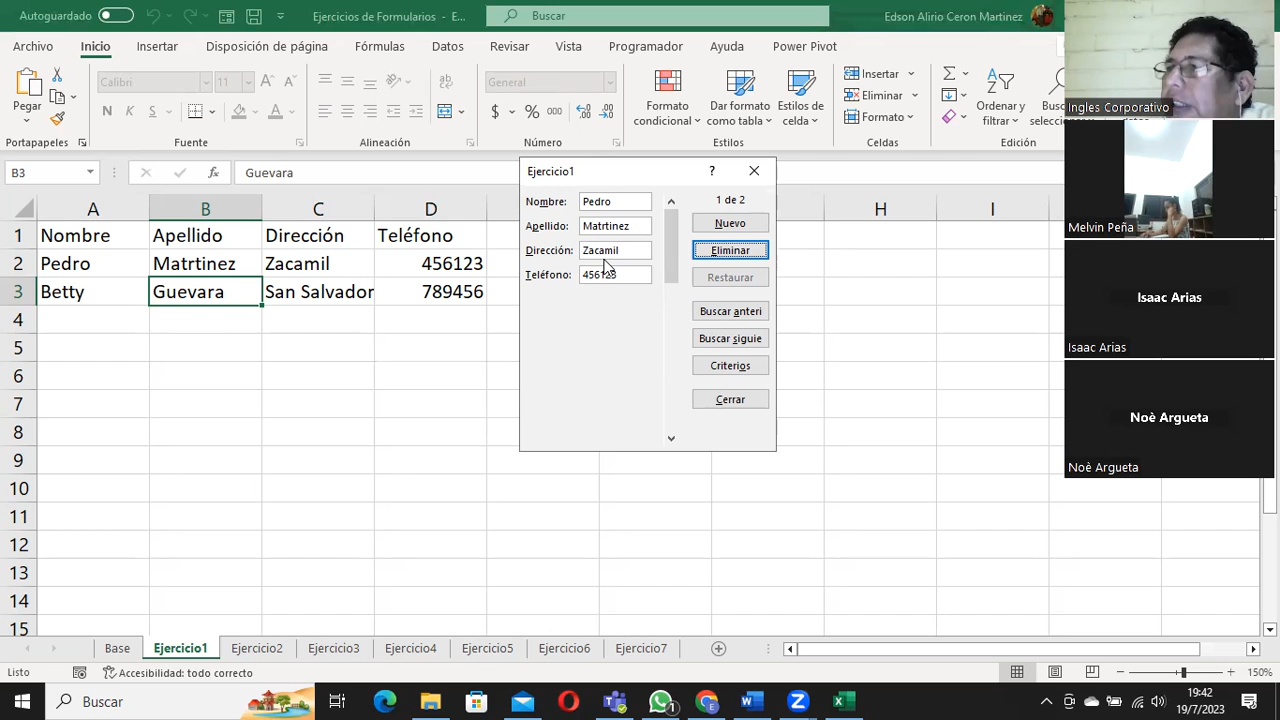 Autoguardado
Ejercicios de Formularios - E...
Buscar
Edson Alirio Ceron Martinez
Archivo Inicio Insertar Disposición de página Fórmulas Datos Revisar Vista Programador Ayuda Power Pivot
Pegar
Calibri 11
N K S
General
$ % 000
Formato condicional
Dar formato como tabla
Estilos de celda
Insertar
Eliminar
Formato
Ordenar y filtrar
Portapapeles Fuente Alineación Número Estilos Celdas
B3 fx Guevara
A B C D H I
1 Nombre Apellido Dirección Teléfono
2 Pedro Matrtinez Zacamil 456123
3 Betty Guevara San Salvador 789456
4
5
6
7
8
9
10
11
12
13
14
15
Ejercicio1 ?
Nombre: Pedro
Apellido: Matrtinez
Dirección: Zacamil
Teléfono: 456123
1 de 2
Nuevo
Eliminar
Restaurar
Buscar anteri
Buscar siguie
Criterios
Cerrar
Ingles Corporativo
Melvin Peña
Isaac Arias
Isaac Arias
Noè Argueta
Noè Argueta
Base Ejercicio1 Ejercicio2 Ejercicio3 Ejercicio4 Ejercicio5 Ejercicio6 Ejercicio7
Listo Accesibilidad: todo correcto 150%
Buscar
1
19:42
19/7/2023